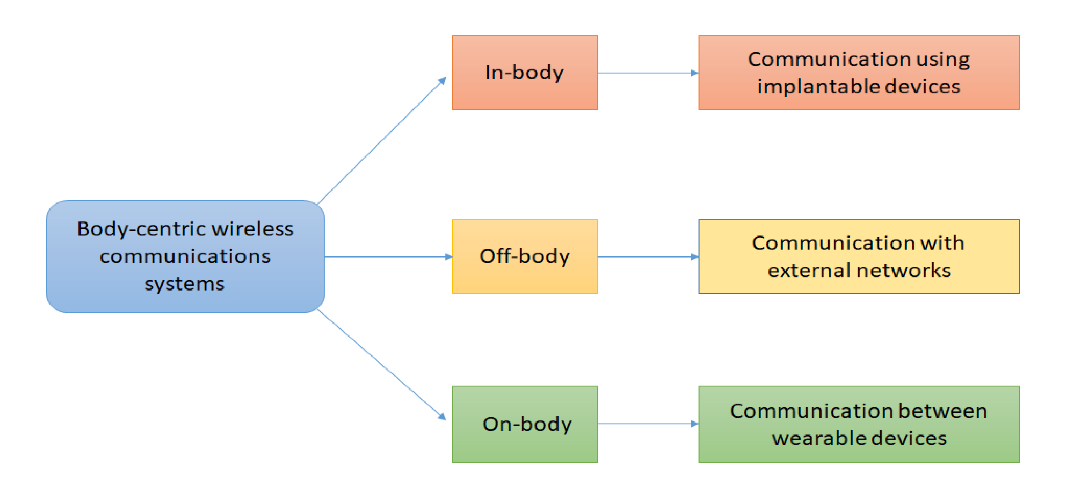 Body-centric wireless
communications
systems
In-body
Communication using
implantable devices
Off-body
Communication with
external networks
On-body
Communication between
wearable devices